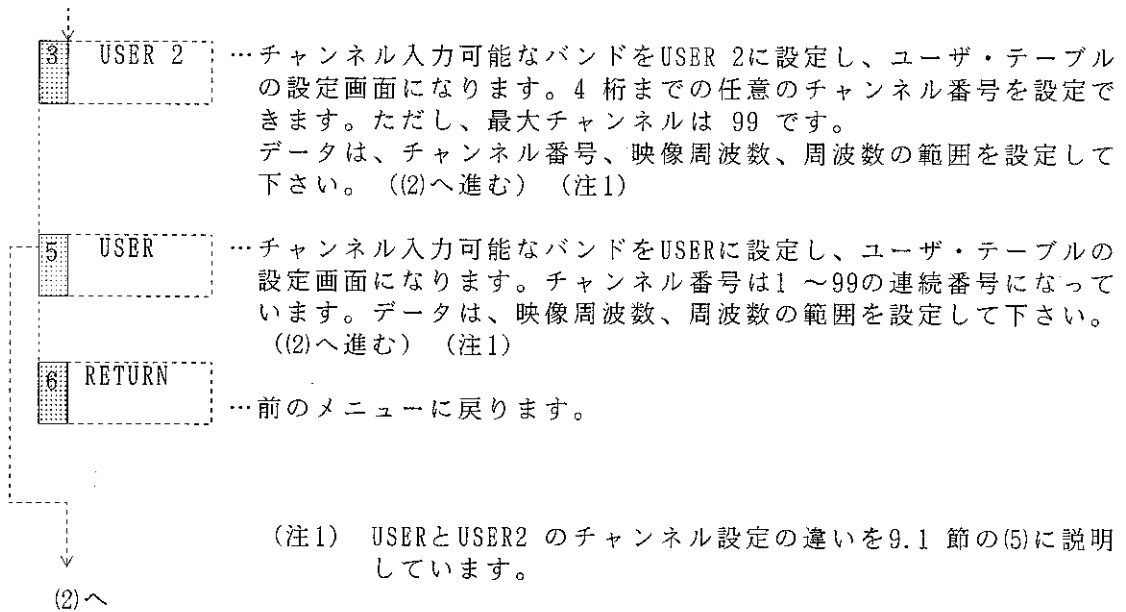 3 USER 2 …チャンネル入力可能なバンドをUSER 2に設定し、ユーザ・テーブル
の設定画面になります。4 桁までの任意のチャンネル番号を設定で
きます。ただし、最大チャンネルは 99 です。
データは、チャンネル番号、映像周波数、周波数の範囲を設定して
下さい。 ((2)へ進む) (注1)
5 USER …チャンネル入力可能なバンドをUSERに設定し、ユーザ・テーブルの
設定画面になります。チャンネル番号は1 ~99の連続番号になって
います。データは、映像周波数、周波数の範囲を設定して下さい。
((2)へ進む) (注1)
6 RETURN
…前のメニューに戻ります。
(注1) USERとUSER2 のチャンネル設定の違いを9.1 節の(5)に説明
しています。
(2)へ